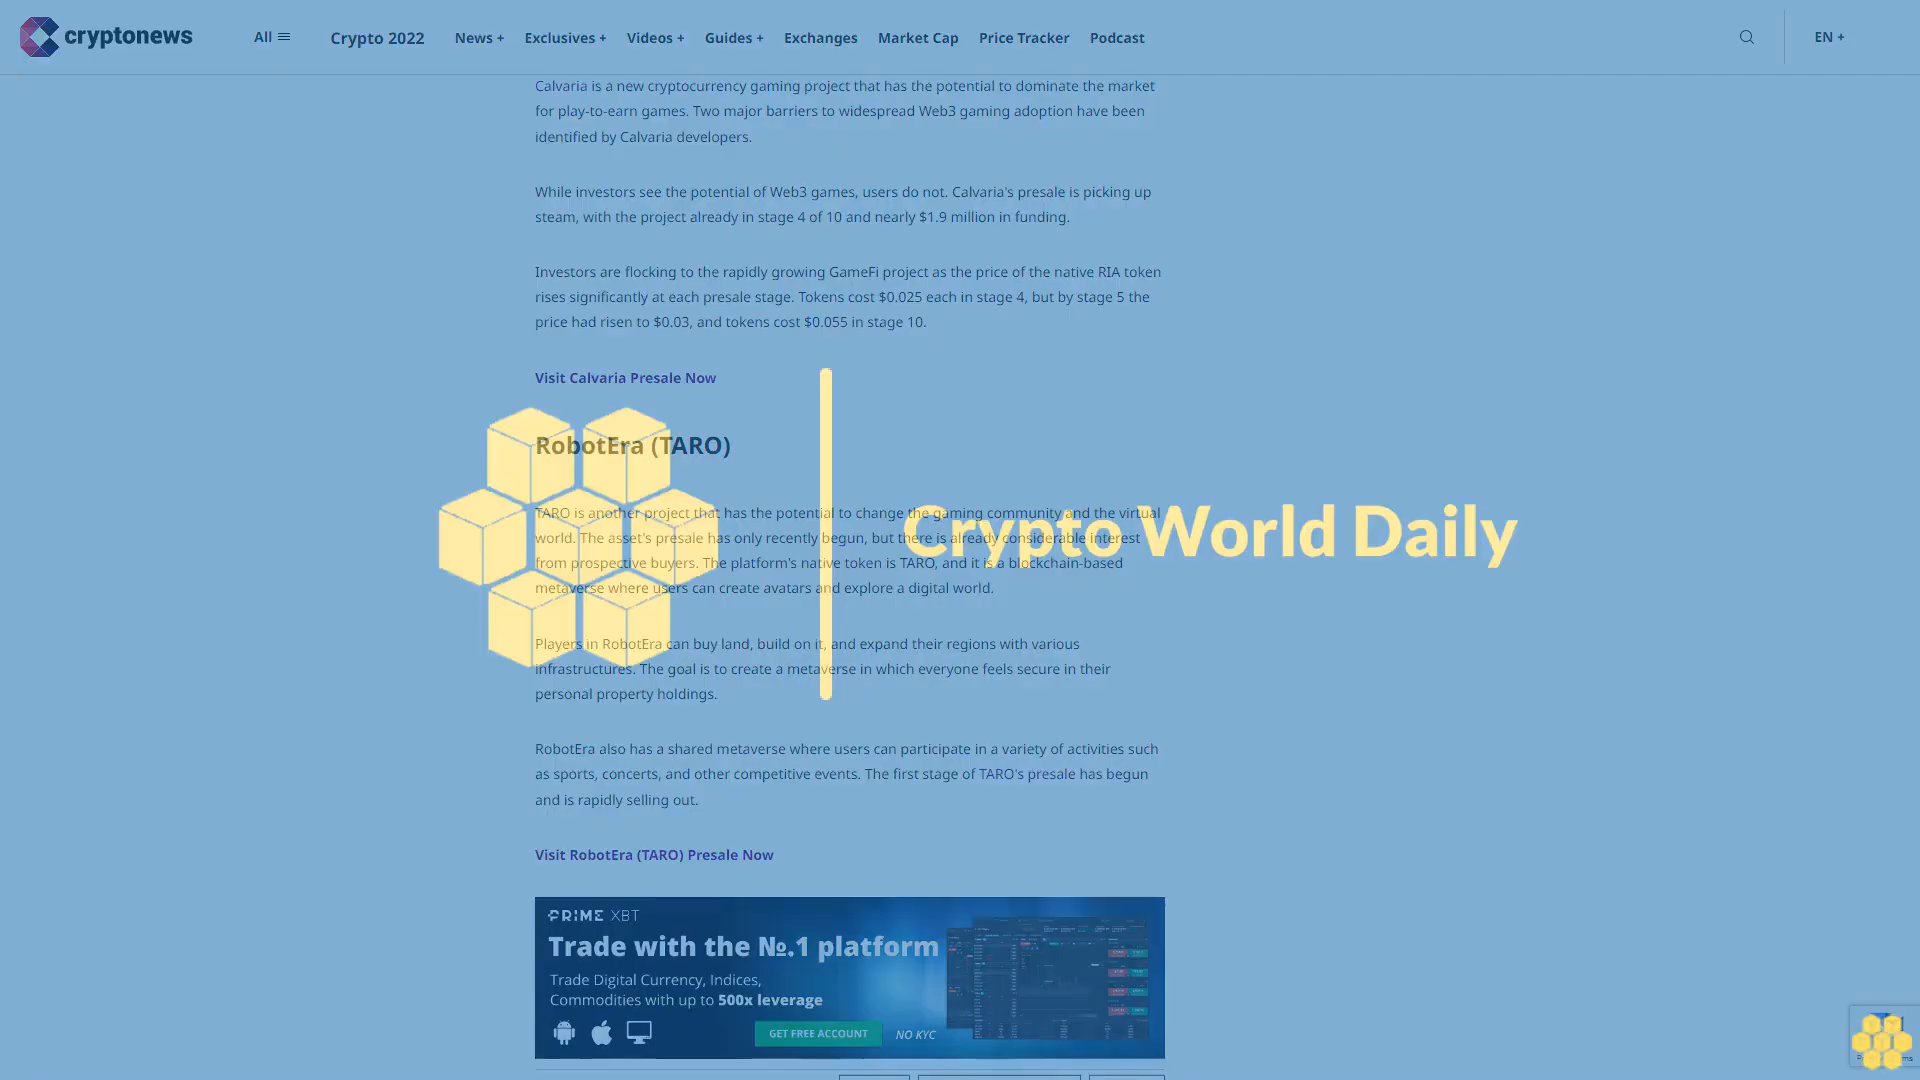 cryptonews
All
Crypto 2022
News +
Exclusives +
Videos +
Guides +
Exchanges
Market Cap
Price Tracker
Podcast
EN +
Calvaria is a new cryptocurrency gaming project that has the potential to dominate the market
for play-to-earn games. Two major barriers to widespread Web3 gaming adoption have been
identified by Calvaria developers.
While investors see the potential of Web3 games, users do not. Calvaria's presale is picking up
steam, with the project already in stage 4 of 10 and nearly $1.9 million in funding.
Investors are flocking to the rapidly growing GameFi project as the price of the native RIA token
rises significantly at each presale stage. Tokens cost $0.025 each in stage 4, but by stage 5 the
price had risen to $0.03, and tokens cost $0.055 in stage 10.
Visit Calvaria Presale Now
RobotEra (TARO)
TARO is another project that has the potential to change the gaming community and the virtual
world. The asset's presale has only recently begun, but there is already considerable interest
from prospective buyers. The platform's native token is TARO, and it is a blockchain-based
metaverse where users can create avatars and explore a digital world.
Crypto World Daily
Players in RobotEra can buy land, build on it, and expand their regions with various
infrastructures. The goal is to create a metaverse in which everyone feels secure in their
personal property holdings.
RobotEra also has a shared metaverse where users can participate in a variety of activities such
as sports, concerts, and other competitive events. The first stage of TARO's presale has begun
and is rapidly selling out.
Visit RobotEra (TARO) Presale Now
PRIME XBT
Trade with the №.1 platform
Trade Digital Currency, Indices,
Commodities with up to 500x leverage
GET FREE ACCOUNT
NO KYC